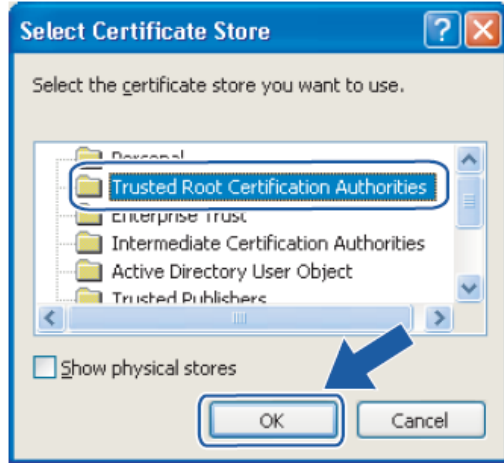 Select Certificate Store
Select the certificate store you want to use.
Personal
Trusted Root Certification Authorities
Enterprise Trust
Intermediate Certification Authorities
Active Directory User Object
Trusted Publishers
Show physical stores
OK
Cancel